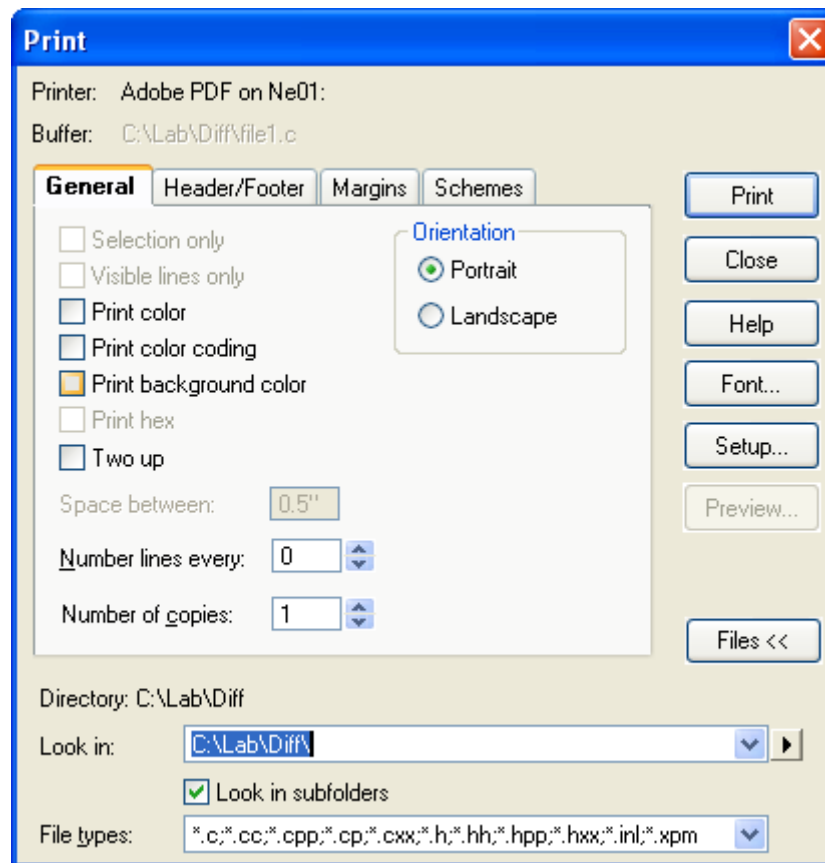 Print
Printer: Adobe PDF on Ne01:
Buffer: C:\Lab\Diff\file1.c
General Header/Footer Margins Schemes
Selection only
Visible lines only
Print color
Print color coding
Print background color
Print hex
Two up
Space between: 0.5"
Number lines every: 0
Number of copies: 1
Orientation
Portrait
Landscape
Print
Close
Help
Font...
Setup...
Preview...
Files <<
Directory: C:\Lab\Diff
Look in: C:\Lab\Diff\
Look in subfolders
File types: *.c;*.cc;*.cpp;*.cp;*.cxx;*.h;*.hh;*.hpp;*.hxx;*.inl;*.xpm